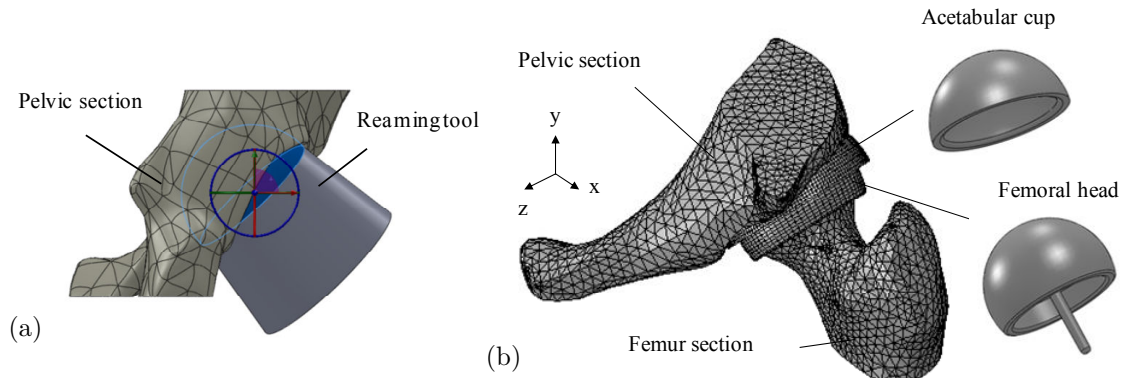 Pelvic section
Reaming tool
(a)
Acetabular cup
Pelvic section
y
x
z
Femoral head
Femur section
(b)